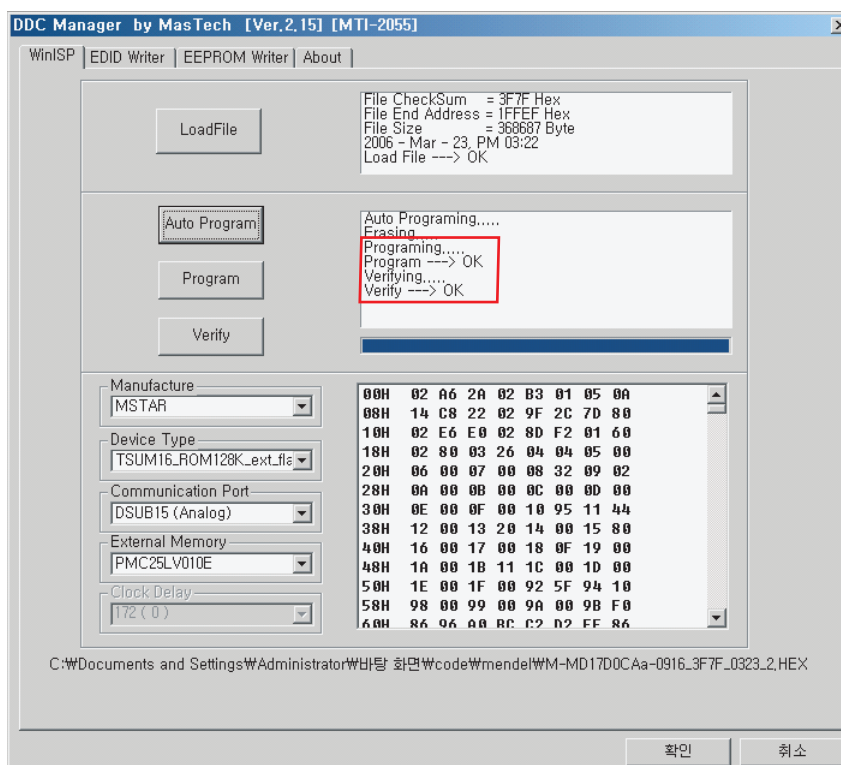 DDC Manager by MasTech [Ver,2,15] [MTI-2055]
WinISP EDID Writer EEPROM Writer About
LoadFile
File CheckSum = 3F7F Hex
File End Address = 1FFEF Hex
File Size = 368687 Byte
2006 - Mar - 23, PM 03:22
Load File ---> OK
Auto Program
Program
Verify
Auto Programing.....
Erasing.....
Programing.....
Program ---> OK
Verifying.....
Verify ---> OK
Manufacture
MSTAR
Device Type
TSUM16_ROM128K_ext_fla
Communication Port
DSUB15 (Analog)
External Memory
PMC25LV010E
Clock Delay
172 ( 0 )
00H 02 A6 2A 02 B3 01 05 0A
08H 14 C8 22 02 9F 2C 7D 80
10H 02 E6 E0 02 8D F2 01 60
18H 02 80 03 26 04 04 05 00
20H 06 00 07 00 08 32 09 02
28H 0A 00 0B 00 0C 00 0D 00
30H 0E 00 0F 00 10 95 11 44
38H 12 00 13 20 14 00 15 80
40H 16 00 17 00 18 0F 19 00
48H 1A 00 1B 11 1C 00 1D 00
50H 1E 00 1F 00 92 5F 94 10
58H 98 00 99 00 9A 00 9B F0
60H 86 96 A0 BC C2 D2 EE 86
C:₩Documents and Settings₩Administrator₩바탕 화면₩code₩mendel₩M-MD17D0CAa-0916_3F7F_0323_2,HEX
확인 취소